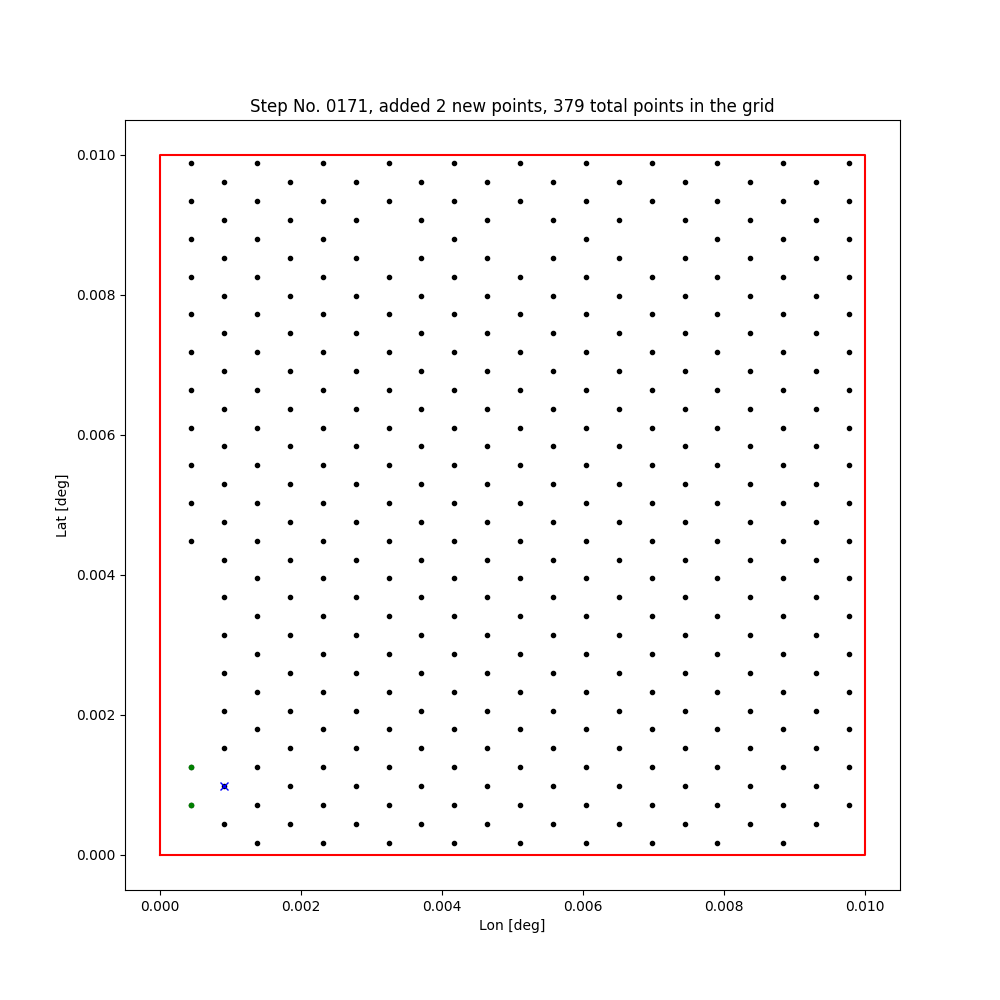 Step No. 0171, added 2 new points, 379 total points in the grid
0.010
0.008
0.006
0.004
0.002
0.000
Lat [deg]
0.000 0.002 0.004 0.006 0.008 0.010
Lon [deg]